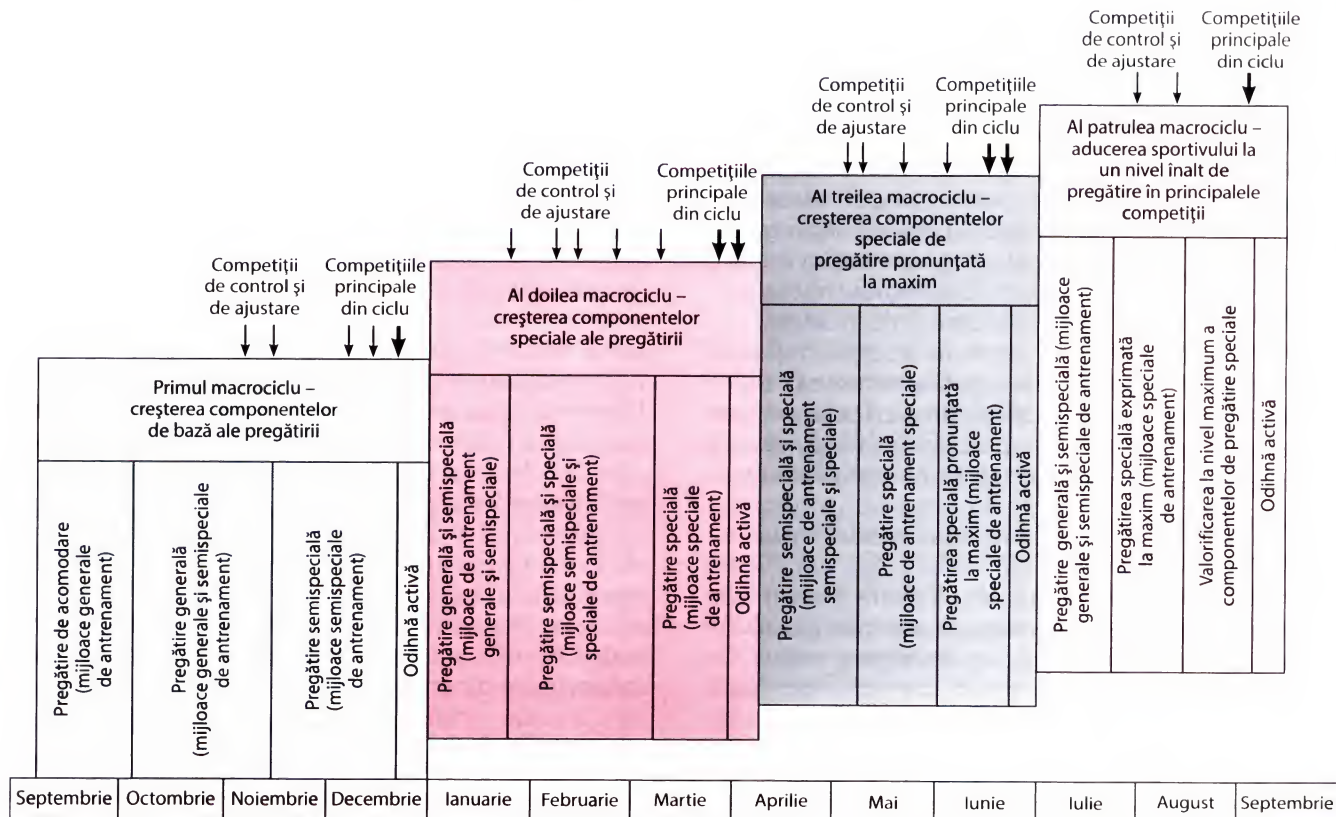 Competiții
de control și
de ajustare
Competițiile
principale
din ciclu
Primul macrociclu –
creșterea componentelor
de bază ale pregătirii
Pregătire de acomodare
(mijloace generale
de antrenament)
Pregătire generală
(mijloace generale și semispeciale
de antrenament)
Pregătire semispecială
(mijloace semispeciale
de antrenament)
Odihnă activă
Competiții
de control și
de ajustare
Competițiile
principale
din ciclu
Al doilea macrociclu –
creșterea componentelor
speciale ale pregătirii
Pregătire generală și semispecială
(mijloace de antrenament
generale și semispeciale)
Pregătire semispecială și specială
(mijloace semispeciale și
speciale de antrenament)
Pregătire specială
(mijloace speciale
de antrenament)
Odihnă activă
Competiții
de control și
de ajustare
Competițiile
principale
din ciclu
Al treilea macrociclu –
creșterea componentelor
speciale de
pregătire pronunțată
la maxim
Pregătire semispecială și specială
(mijloace de antrenament
semispeciale și speciale)
Pregătire specială
(mijloace de antrenament speciale)
Pregătirea specială pronunțată
la maxim (mijloace
speciale de antrenament)
Odihnă activă
Competiții
de control și
de ajustare
Competițiile
principale
din ciclu
Al patrulea macrociclu –
aducerea sportivului la
un nivel înalt de
pregătire în principalele
competiții
Pregătire generală și semispecială (mijloace
generale și semispeciale de antrenament)
Pregătirea specială exprimată
la maxim (mijloace speciale
de antrenament)
Valorificarea la nivel maximum a
componentelor de pregătire speciale
Odihnă activă
Septembrie Octombrie Noiembrie Decembrie Ianuarie Februarie Martie Aprilie Mai Iunie Iulie August Septembrie